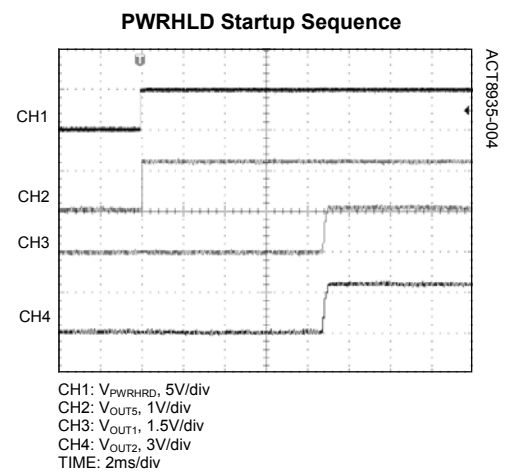 PWRHLD Startup Sequence
T
ACT8935-004
CH1
CH2
CH3
CH4
CH1: VPWRHRD, 5V/div
CH2: VOUT5, 1V/div
CH3: VOUT1, 1.5V/div
CH4: VOUT2, 3V/div
TIME: 2ms/div